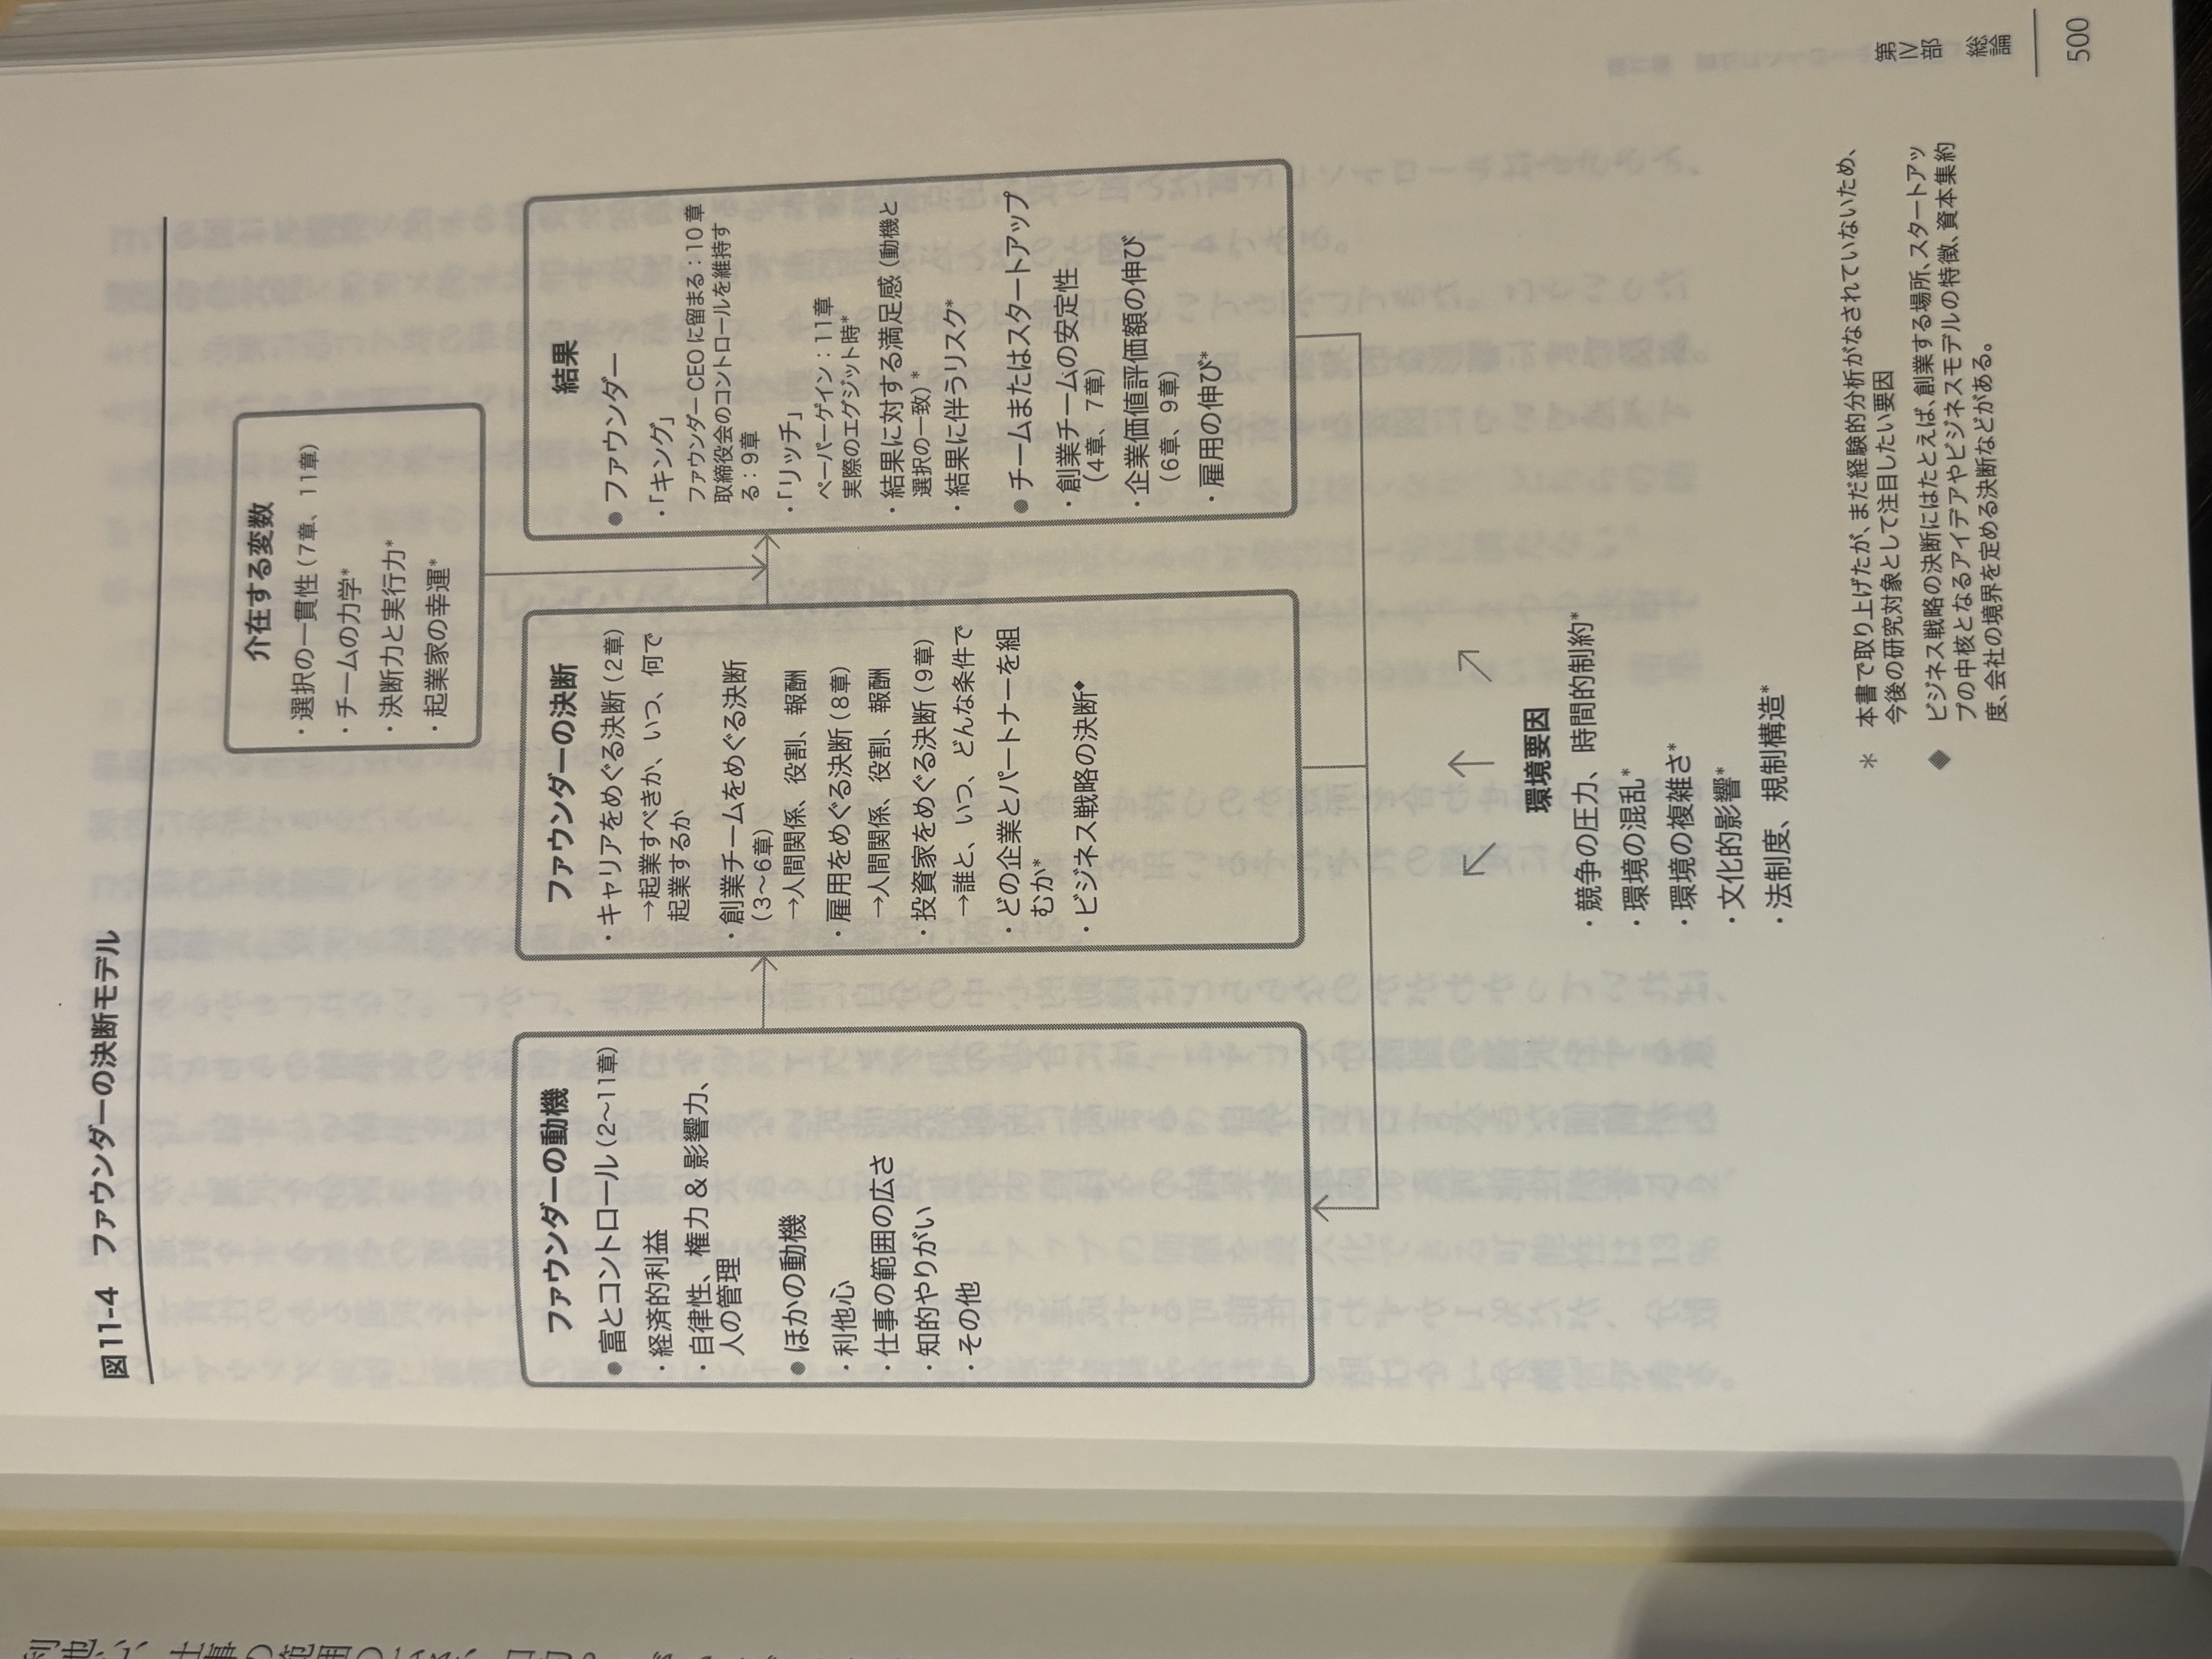 図11-4 ファウンダーの決断モデル
介在する変数
・選択の一貫性（7章、11章）
・チームの力学*
・決断力と実行力*
・起業家の幸運*
ファウンダーの動機
● 富とコントロール（2〜11章）
・経済的利益
・自律性、権力 & 影響力、
人の管理
● ほかの動機
・利他心
・仕事の範囲の広さ
・知的やりがい
・その他
ファウンダーの決断
・キャリアをめぐる決断（2章）
→起業すべきか、いつ、何で
起業するか
・創業チームをめぐる決断
（3〜6章）
→人間関係、役割、報酬
・雇用をめぐる決断（8章）
→人間関係、役割、報酬
・投資家をめぐる決断（9章）
→誰と、いつ、どんな条件で
・どの企業とパートナーを組
むか*
・ビジネス戦略の決断◆
結果
● ファウンダー
・「キング」
ファウンダー CEO に留まる：10 章
取締役会のコントロールを維持す
る：9章
・「リッチ」
ペーパーゲイン：11章
実際のエグジット時*
・結果に対する満足感（動機と
選択の一致）*
・結果に伴うリスク*
● チームまたはスタートアップ
・創業チームの安定性
（4章、7章）
・企業価値評価額の伸び
（6章、9章）
・雇用の伸び*
環境要因
・競争の圧力、時間的制約*
・環境の混乱*
・環境の複雑さ*
・文化的影響*
・法制度、規制構造*
* 本書で取り上げたが、まだ経験的分析がなされていないため、
今後の研究対象として注目したい要因
◆ ビジネス戦略の決断にはたとえば、創業する場所、スタートアッ
プの中核となるアイデアやビジネスモデルの特徴、資本集約
度、会社の境界を定める決断などがある。
第Ⅳ部 総論
500